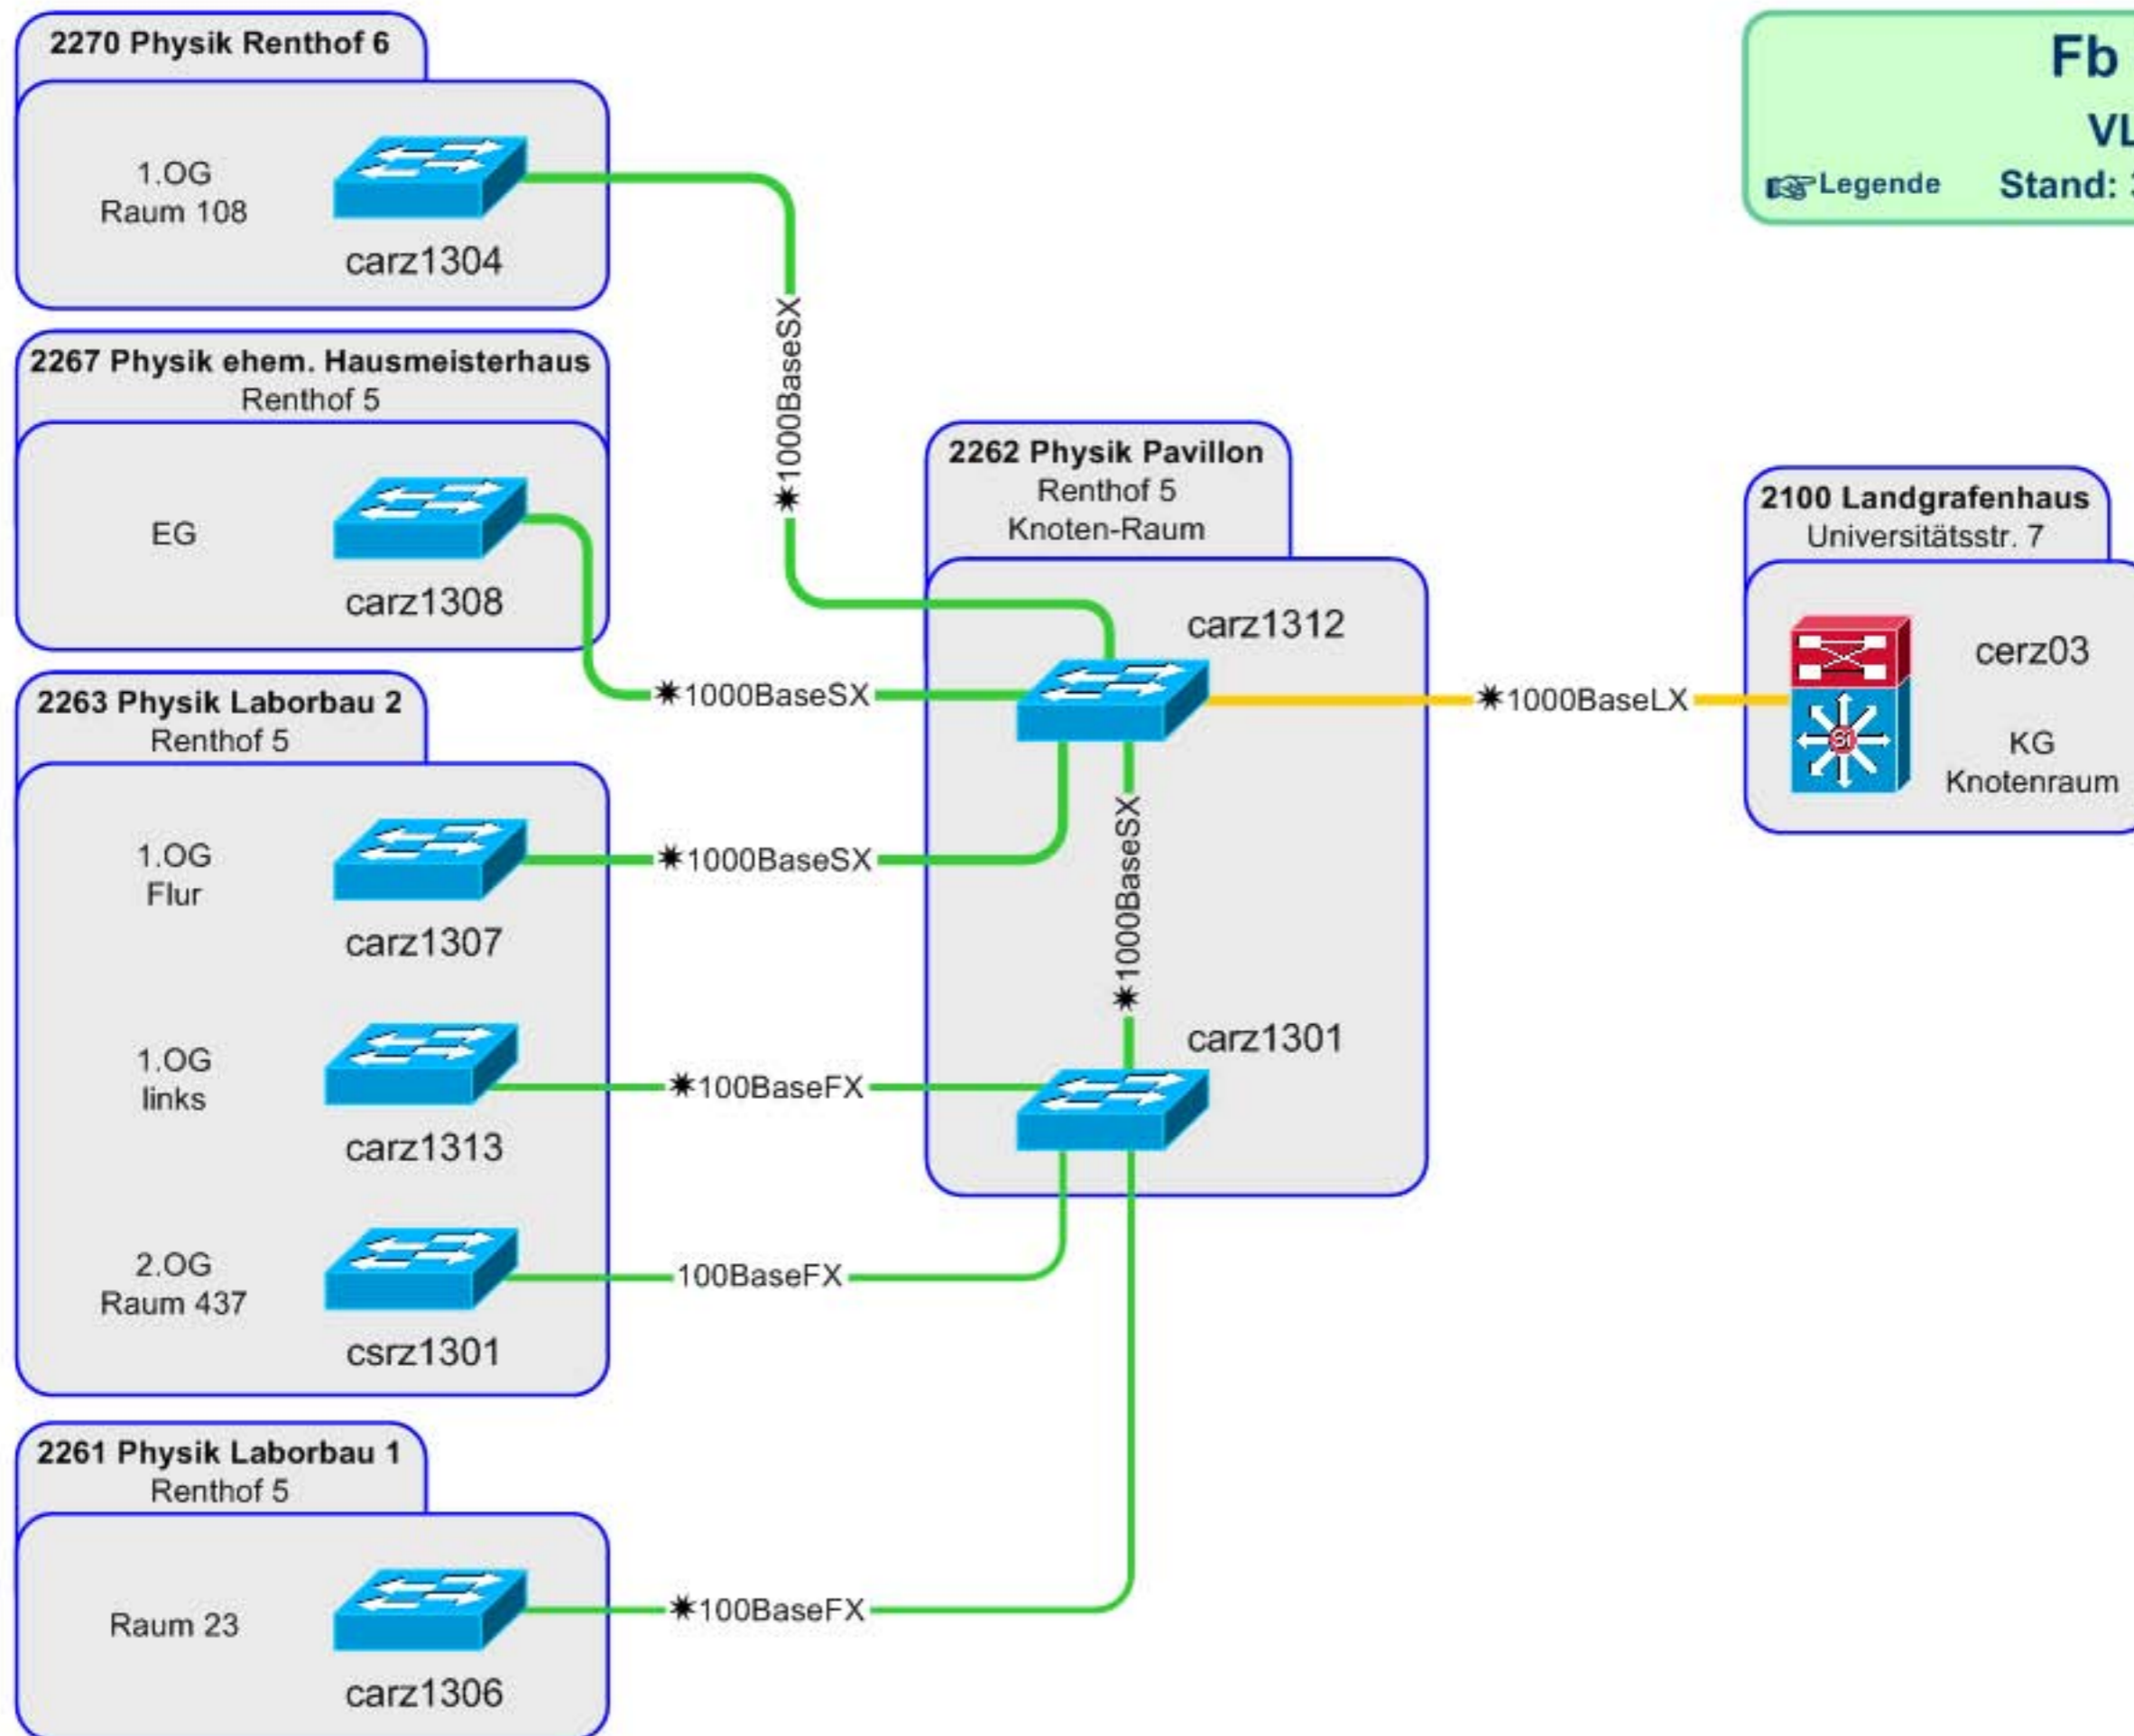 2270 Physik Renthof 6
1.OG
Raum 108
carz1304
2267 Physik ehem. Hausmeisterhaus
Renthof 5
EG
carz1308
2263 Physik Laborbau 2
Renthof 5
1.OG
Flur
carz1307
1.OG
links
carz1313
2.OG
Raum 437
csrz1301
2261 Physik Laborbau 1
Renthof 5
Raum 23
carz1306
✷1000BaseSX
✷1000BaseSX
✷1000BaseSX
✷100BaseFX
100BaseFX
✷100BaseFX
2262 Physik Pavillon
Renthof 5
Knoten-Raum
carz1312
✷1000BaseSX
carz1301
✷1000BaseLX
Fb
VL
☞Legende
Stand:
2100 Landgrafenhaus
Universitätsstr. 7
cerz03
Si
KG
Knotenraum